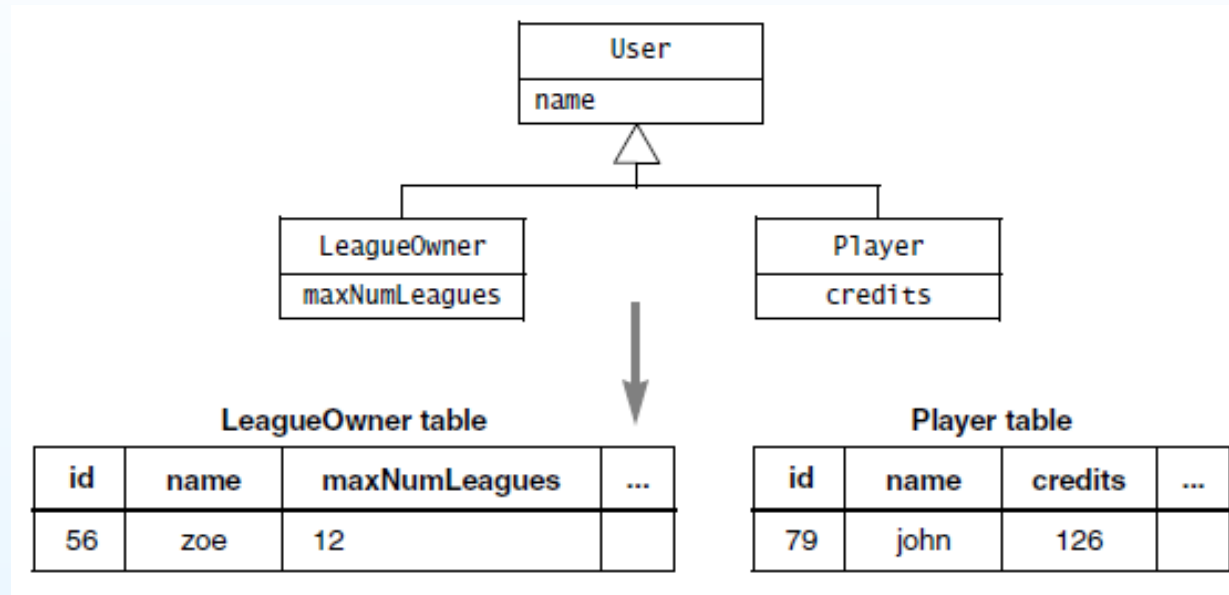 User
name
LeagueOwner
maxNumLeagues
Player
credits
LeagueOwner table
id name maxNumLeagues ...
56 zoe 12
Player table
id name credits ...
79 john 126